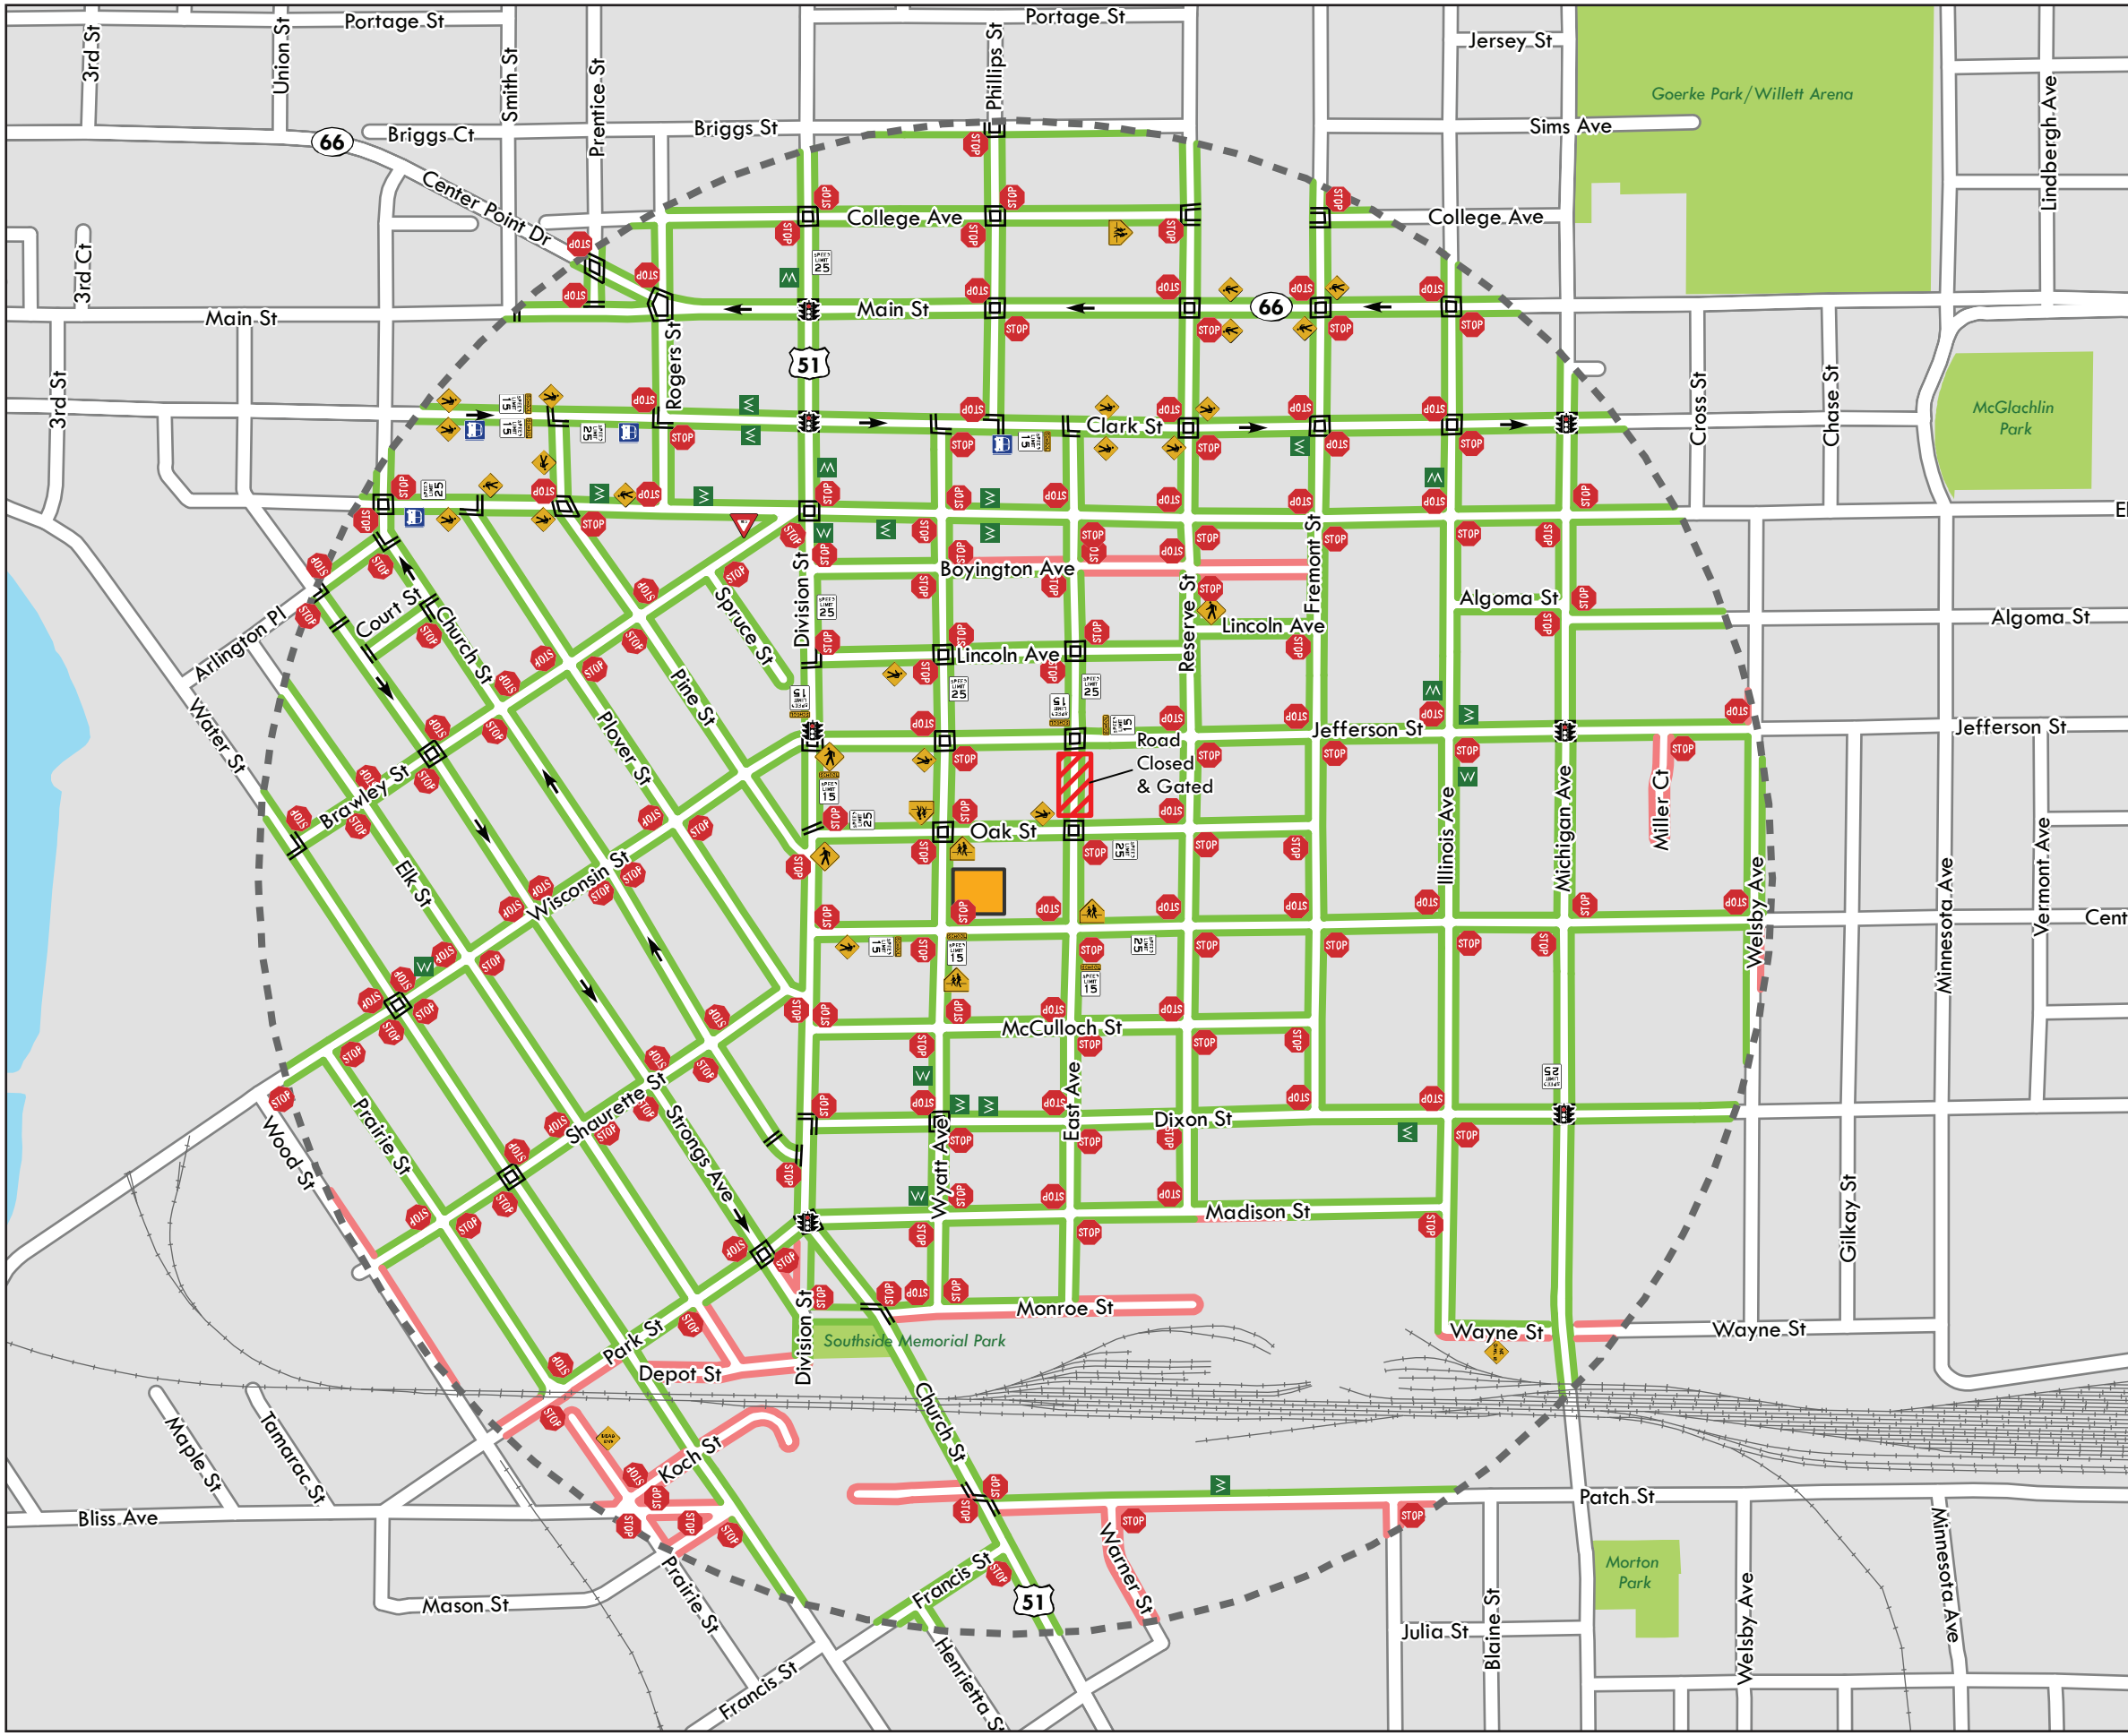 Portage St
Portage St
3rd St
Union St
Smith St
Prentice St
Phillips St
Jersey St
Goerke Park/Willett Arena
Lindbergh Ave
66
Briggs Ct
Briggs St
Sims Ave
Center Point Dr
College Ave
College Ave
3rd Ct
Main St
Main St
66
Rogers St
51
3rd St
Clark St
Cross St
Chase St
McGlachlin
Park
El
Arlington Pl
Court St
Church St
Spruce St
Division St
Boyington Ave
Reserve St
Fremont St
Lincoln Ave
Lincoln Ave
Algoma St
Algoma St
Water St
Pine St
Plover St
Jefferson St
Jefferson St
Road
Closed
& Gated
Brawley St
Elk St
Wisconsin St
Oak St
Illinois Ave
Michigan Ave
Miller Ct
Welsby Ave
Minnesota Ave
Vermont Ave
Cent
McCulloch St
East Ave
Wood St
Prairie St
Shaurette St
Strongs Ave
Wyatt Ave
Dixon St
Madison St
Gilkay St
Division St
Monroe St
Southside Memorial Park
Park St
Depot St
Wayne St
Wayne St
Maple St
Tamarac St
Koch St
Church St
Bliss Ave
Patch St
Mason St
Prairie St
Francis St
Francis St
Henrietta St
51
Warner St
Julia St
Blaine St
Morton
Park
Welsby Ave
Minnesota Ave
STOP
SPEED
LIMIT
25
SPEED
LIMIT
15